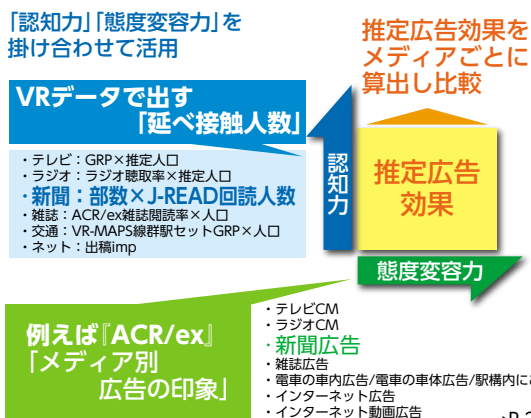 「認知力」「態度変容力」を
掛け合わせて活用
推定広告効果を
メディアごとに
算出し比較
VRデータで出す
「延べ接触人数」
・テレビ：GRP×推定人口
・ラジオ：ラジオ聴取率×推定人口
・新聞：部数×J-READ回読人数
・雑誌：ACR/ex雑誌閲読率×人口
・交通：VR-MAPS線群駅セットGRP×人口
・ネット：出稿imp
認知力
推定広告
効果
態度変容力
例えば『ACR/ex』
「メディア別
広告の印象」
・テレビCM
・ラジオCM
・新聞広告
・雑誌広告
・電車の車内広告/電車の車体広告/駅構内に
・インターネット広告
・インターネット動画広告